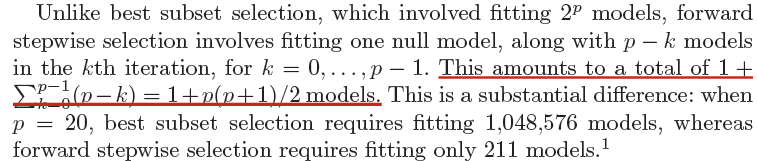 Unlike best subset selection, which involved fitting 2^p models, forward
stepwise selection involves fitting one null model, along with p − k models
in the kth iteration, for k = 0, . . . , p − 1. This amounts to a total of 1 +
∑_{k=0}^{p−1}(p − k) = 1 + p(p + 1)/2 models. This is a substantial difference: when
p = 20, best subset selection requires fitting 1,048,576 models, whereas
forward stepwise selection requires fitting only 211 models.¹